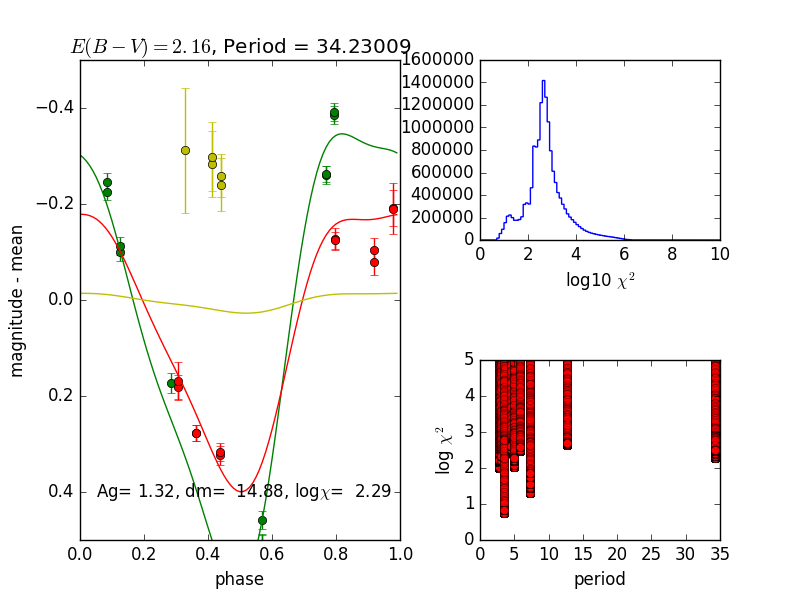 E(B−V)=2.16, Period = 34.23009
−0.4
−0.2
0.0
0.2
0.4
magnitude - mean
Ag= 1.32, dm= 14.88, logχ= 2.29
0.0 0.2 0.4 0.6 0.8 1.0
phase
1600000
1400000
1200000
1000000
800000
600000
400000
200000
0
0 2 4 6 8 10
log10 χ²
5
4
3
2
1
0
log χ²
0 5 10 15 20 25 30 35
period